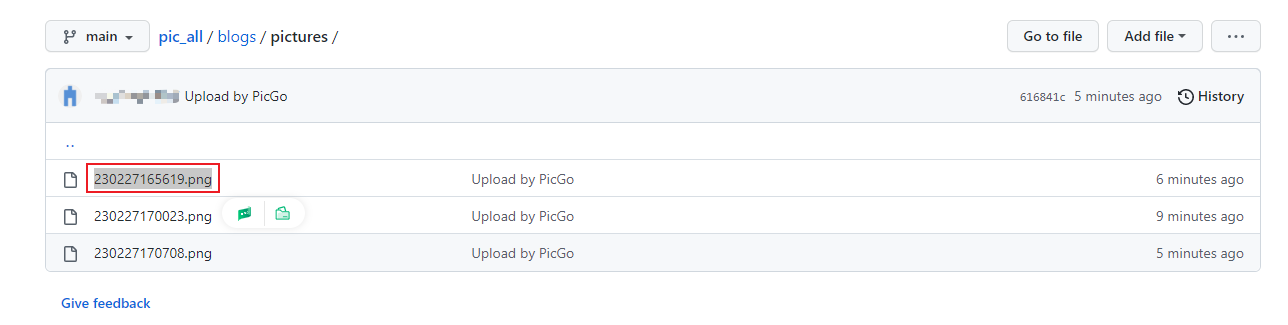 main pic_all / blogs / pictures / Go to file Add file ...
Upload by PicGo 616841c 5 minutes ago History
..
230227165619.png Upload by PicGo 6 minutes ago
230227170023.png Upload by PicGo 9 minutes ago
230227170708.png Upload by PicGo 5 minutes ago
Give feedback